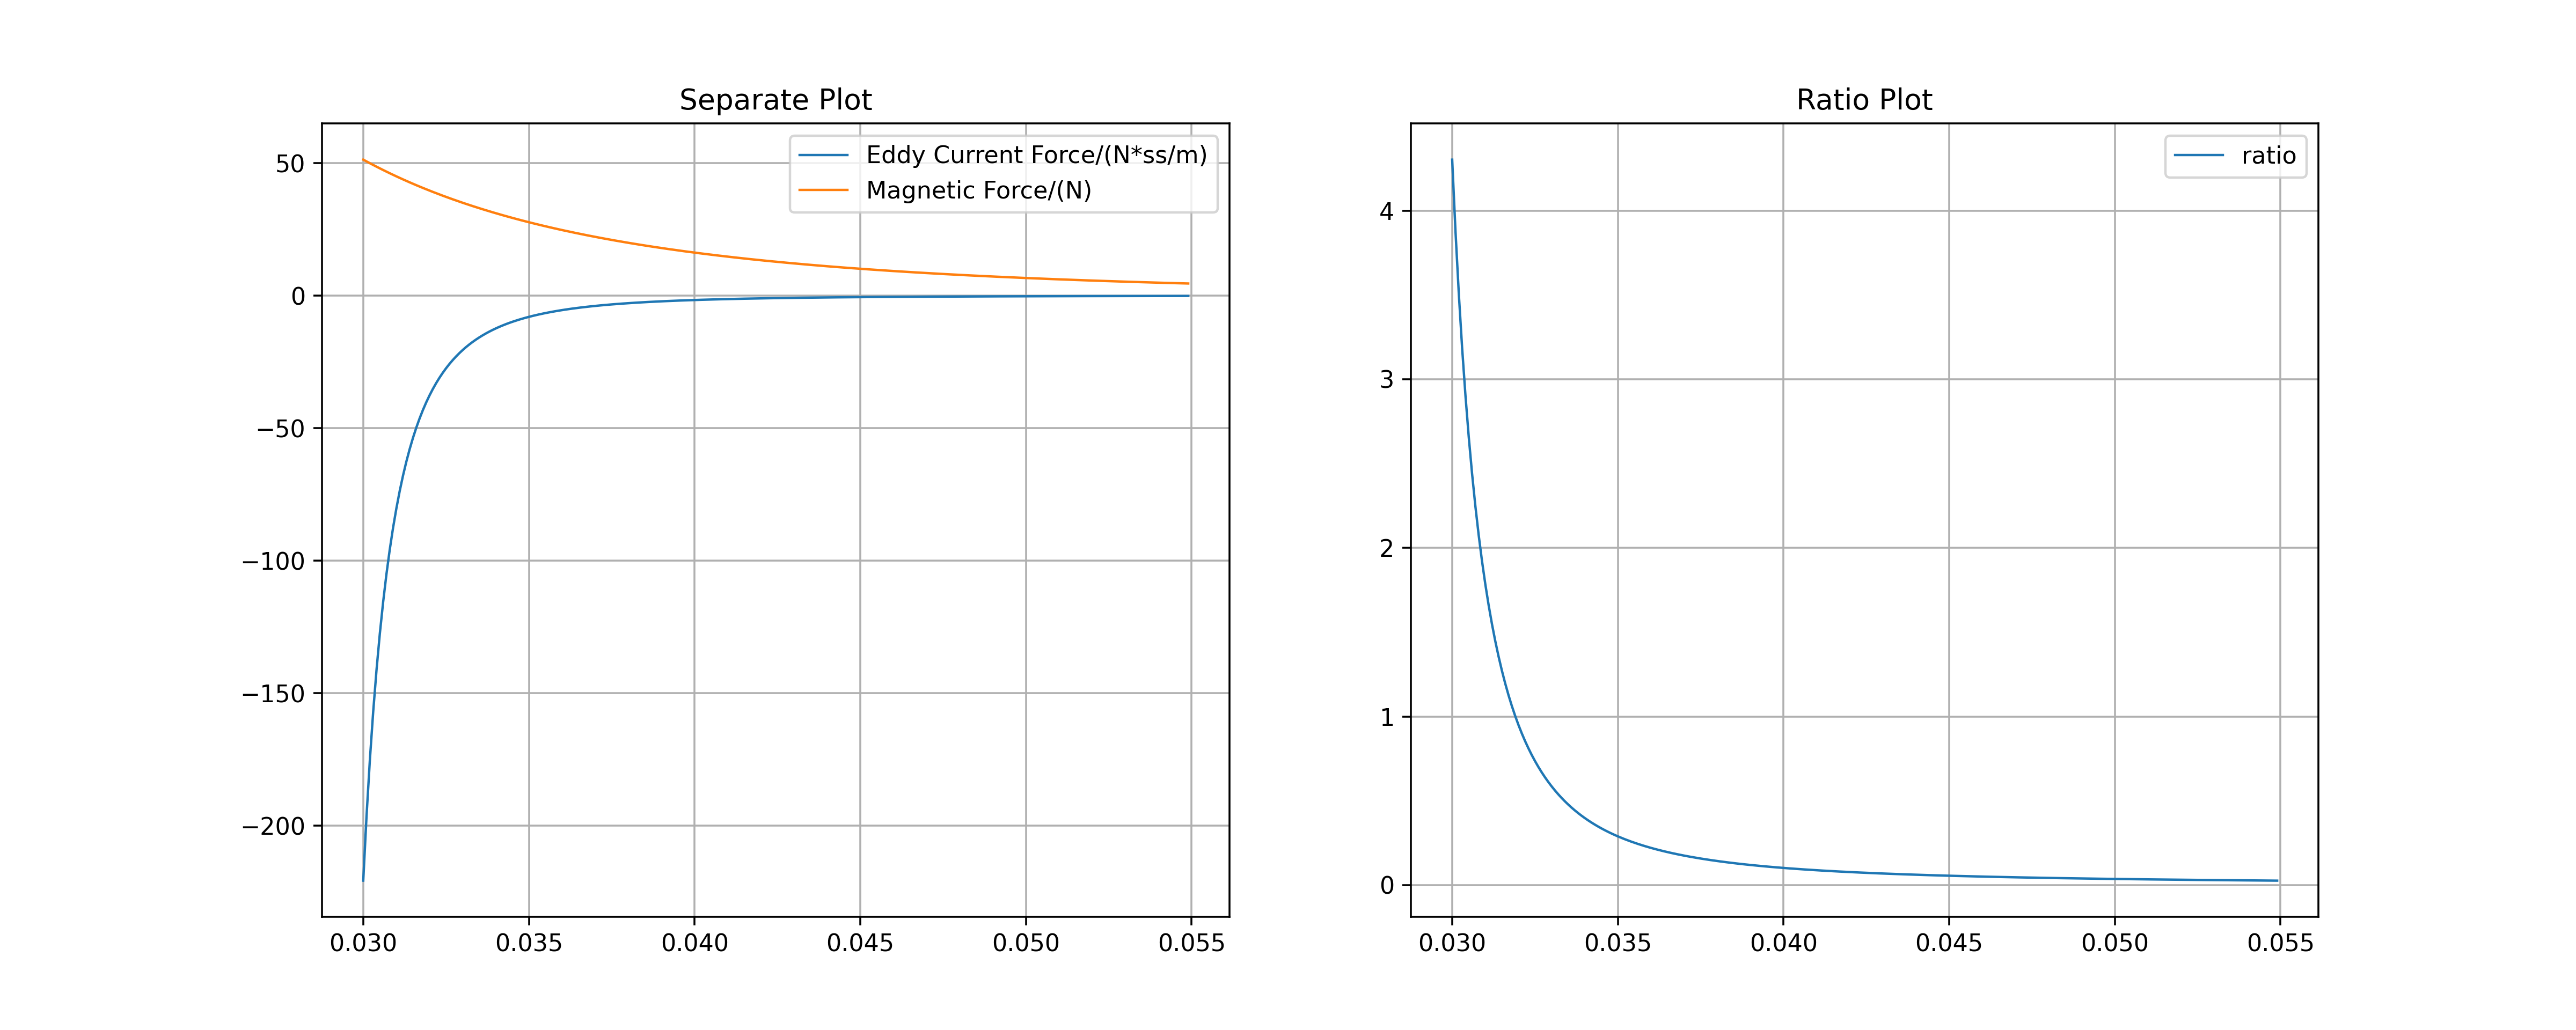 Separate Plot
Eddy Current Force/(N*ss/m)
Magnetic Force/(N)
50
0
−50
−100
−150
−200
0.030 0.035 0.040 0.045 0.050 0.055
Ratio Plot
ratio
4
3
2
1
0
0.030 0.035 0.040 0.045 0.050 0.055